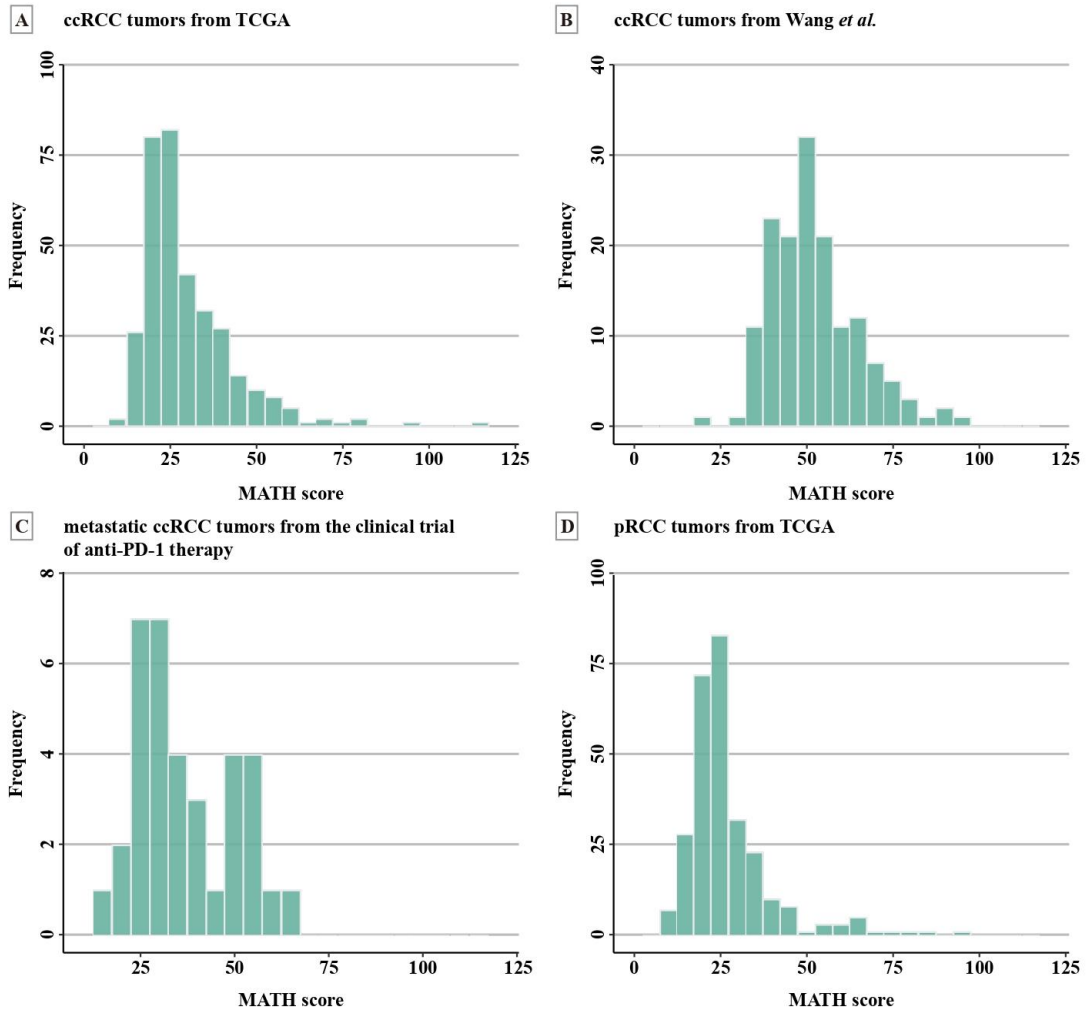 A ccRCC tumors from TCGA
100
75
50
25
0
Frequency
0 25 50 75 100 125
MATH score
B ccRCC tumors from Wang et al.
40
30
20
10
0
Frequency
0 25 50 75 100 125
MATH score
C metastatic ccRCC tumors from the clinical trial
of anti-PD-1 therapy
8
6
4
2
0
Frequency
25 50 75 100 125
MATH score
D pRCC tumors from TCGA
100
75
50
25
0
Frequency
0 25 50 75 100 125
MATH score